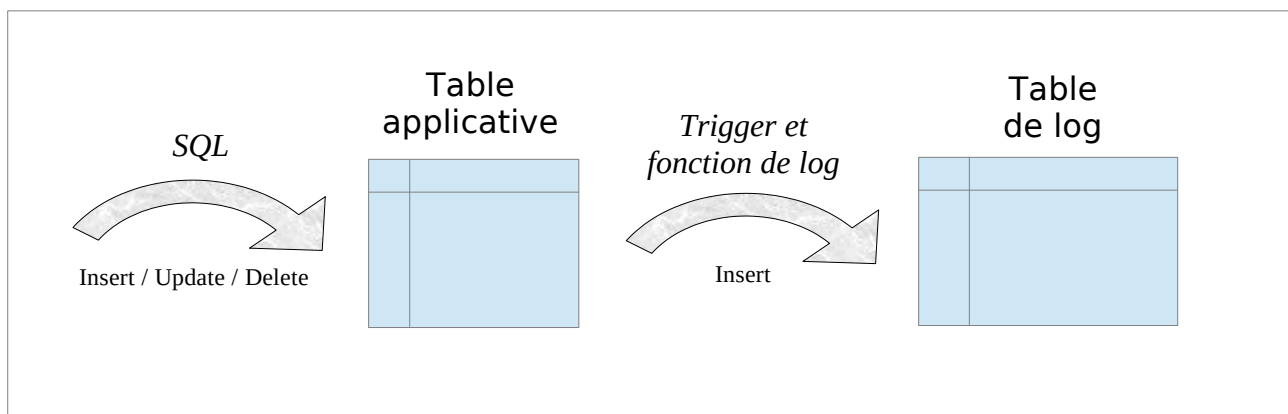 SQL
Insert / Update / Delete
Table
applicative
Trigger et
fonction de log
Insert
Table
de log